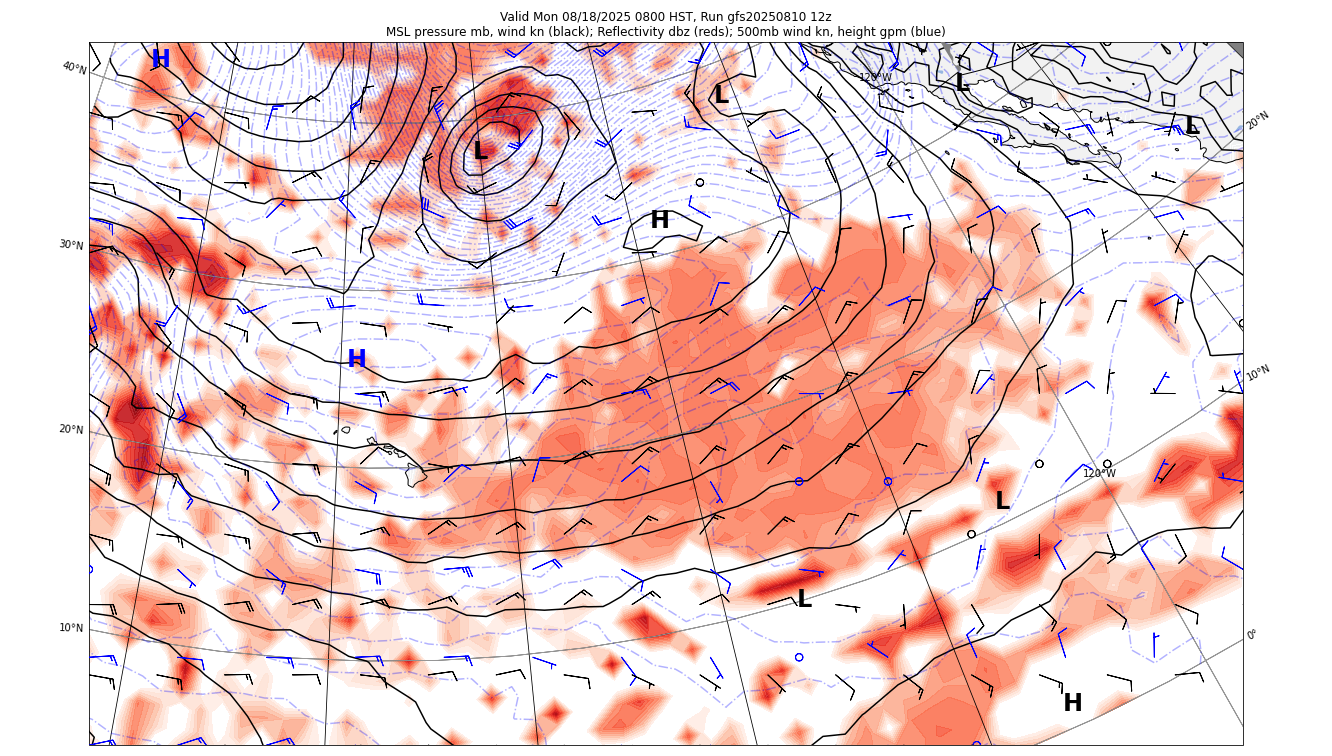 Valid Mon 08/18/2025 0800 HST, Run gfs20250810 12z
MSL pressure mb, wind kn (black); Reflectivity dbz (reds); 500mb wind kn, height gpm (blue)
H
40°N
120°W
L
L
20°N
L
L
H
30°N
H
10°N
20°N
120°W
L
L
10°N
0°
H